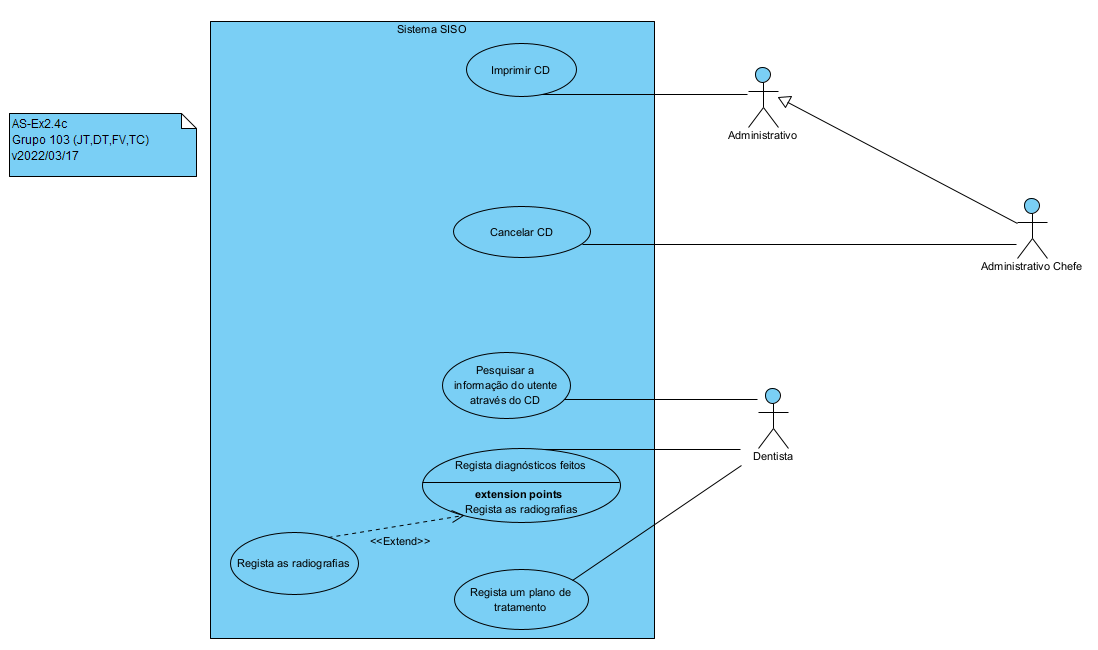 Sistema SISO
Imprimir CD
Administrativo
AS-Ex2.4c
Grupo 103 (JT,DT,FV,TC)
v2022/03/17
Cancelar CD
Administrativo Chefe
Pesquisar a
informação do utente
através do CD
Dentista
Regista diagnósticos feitos
extension points
Regista as radiografias
<<Extend>>
Regista as radiografias
Regista um plano de
tratamento